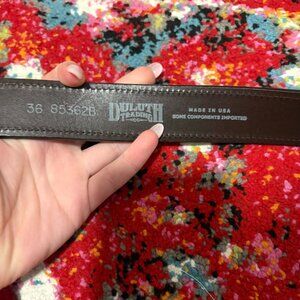 36 85362B
DULUTH
TRADING
CO
MADE IN USA
SOME COMPONENTS IMPORTED